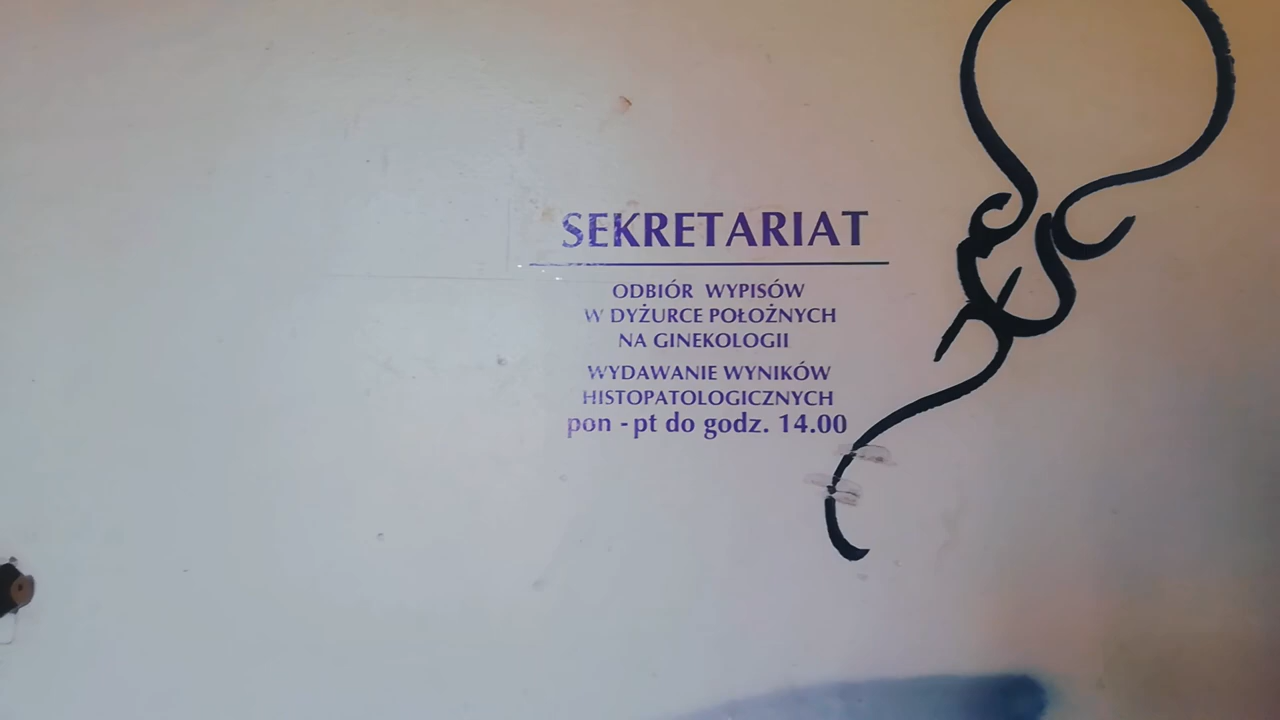 SEKRETARIAT
ODBIÓR WYPISÓW
W DYŻURCE POŁOŻNYCH
NA GINEKOLOGII
WYDAWANIE WYNIKÓW
HISTOPATOLOGICZNYCH
pon - pt do godz. 14.00